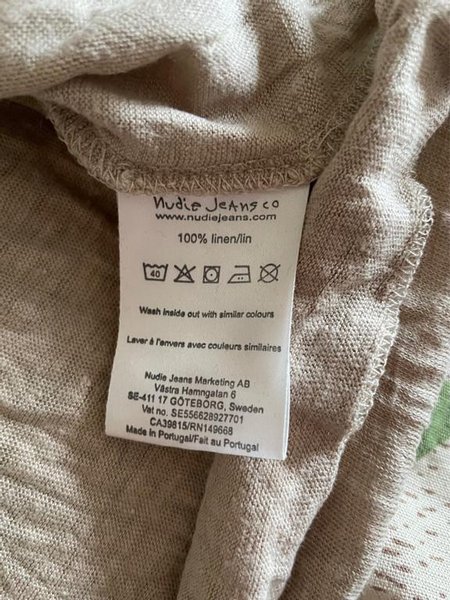 nudie jeans co
www.nudiejeans.com
100% linen/lin
40
Wash inside out with similar colours
Laver à l'envers avec couleurs similaires
Nudie Jeans Marketing AB
Västra Hamngatan 6
SE-411 17 GÖTEBORG, Sweden
Vat no. SE556628927701
CA39815/RN149668
Made in Portugal/Fait au Portugal